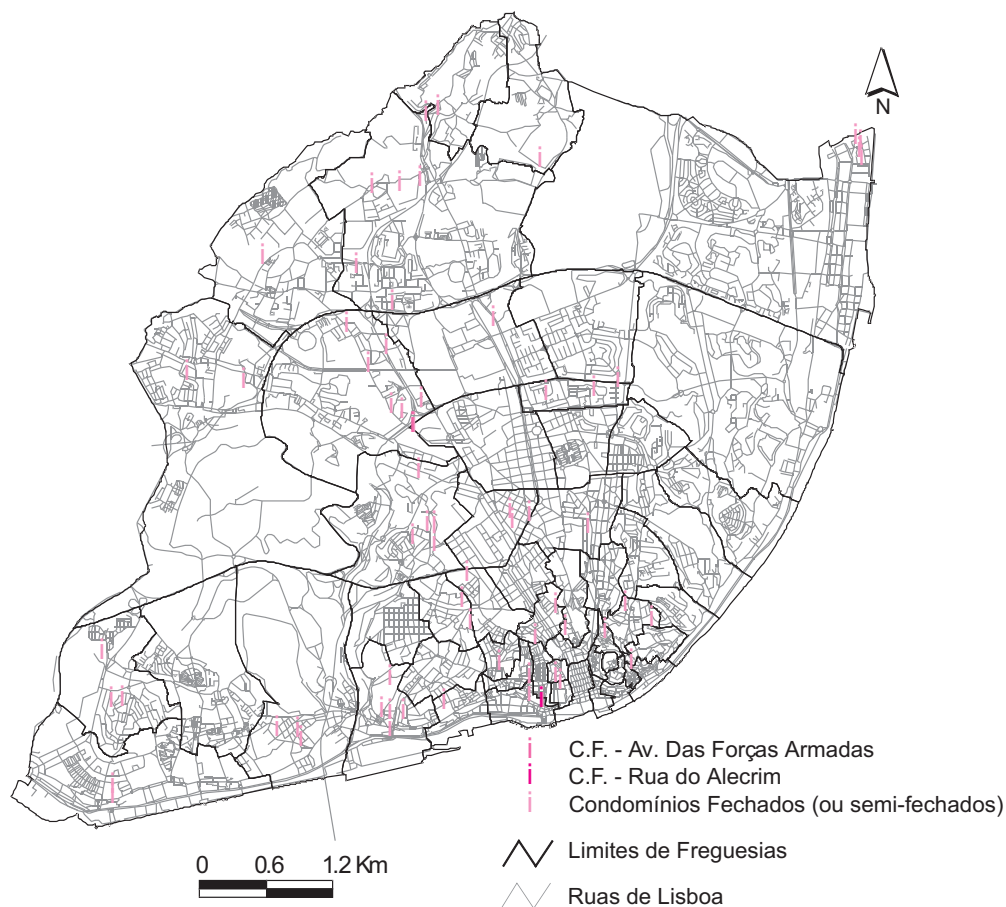 N
C.F. - Av. Das Forças Armadas
C.F. - Rua do Alecrim
Condomínios Fechados (ou semi-fechados)
Limites de Freguesias
0 0.6 1.2 Km
Ruas de Lisboa